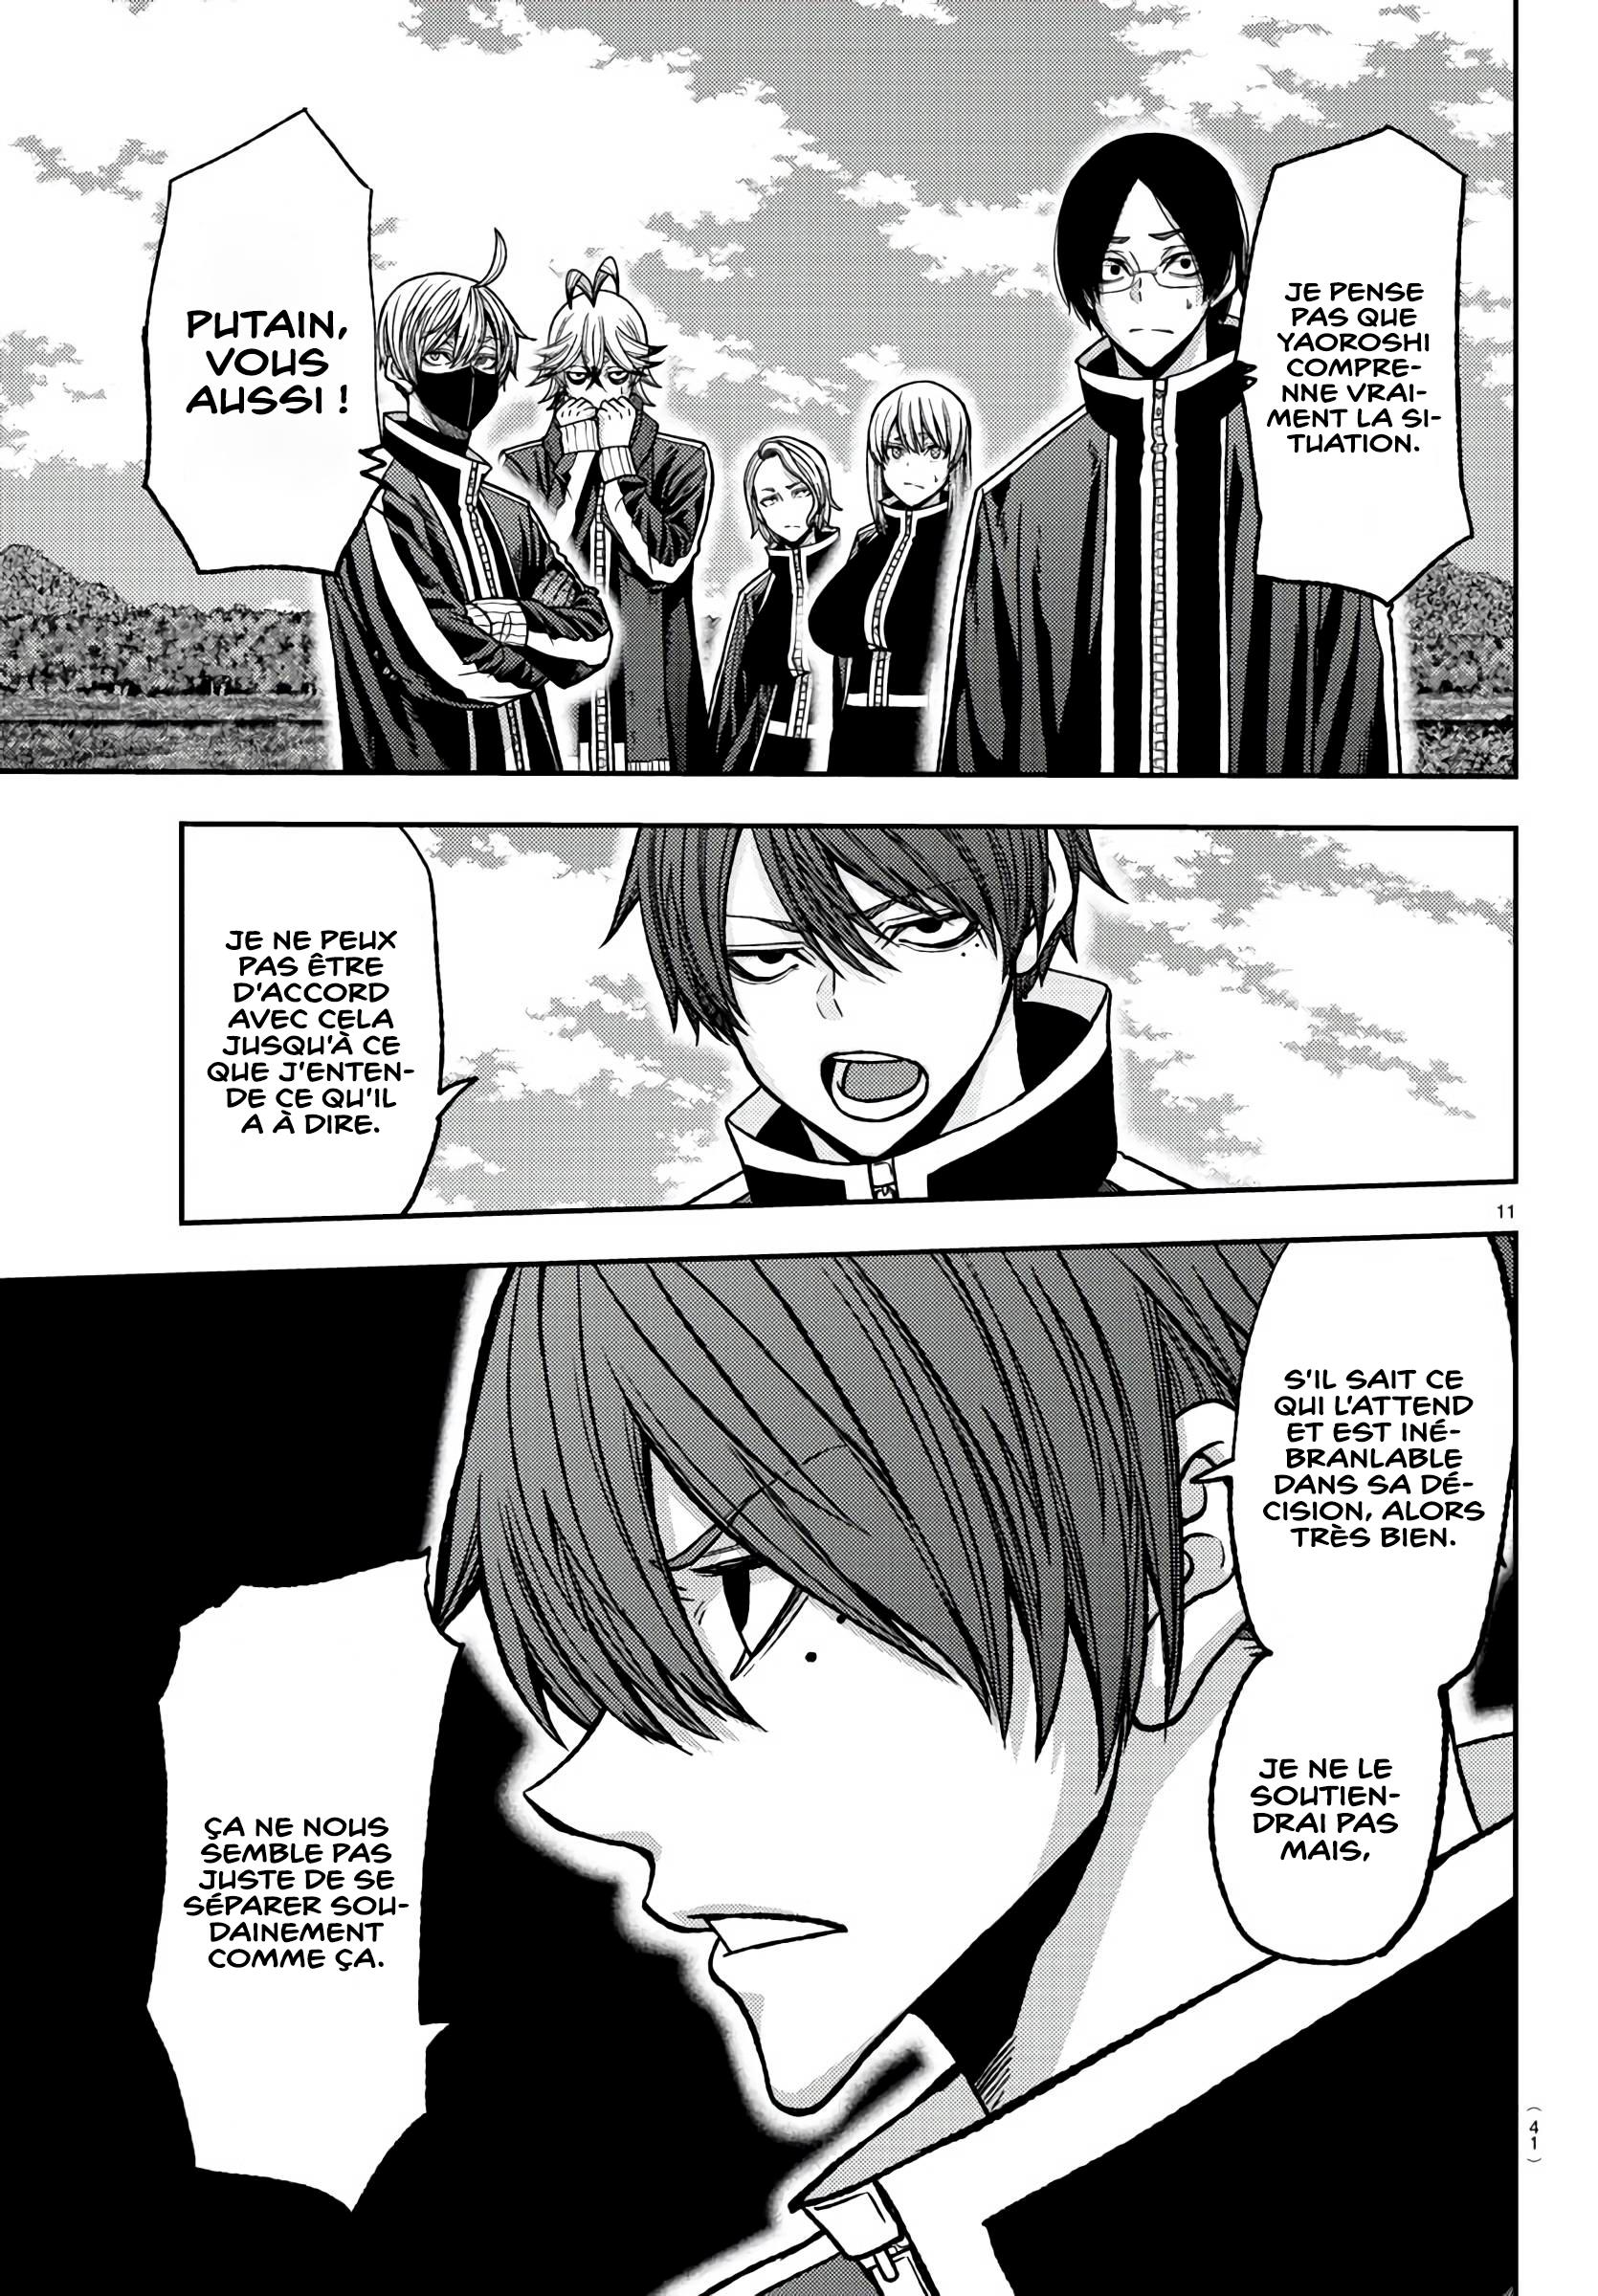 JE PENSE
PAS QUE
YAOROSHI
COMPRE-
NNE VRAI-
MENT LA SI-
TUATION.
PUTAIN,
VOUS
AUSSI !
JE NE PEUX
PAS ÊTRE
D'ACCORD
AVEC CELA
JUSQU'À CE
QUE J'ENTEN-
DE CE QU'IL
A À DIRE.
11
S'IL SAIT CE
QUI L'ATTEND
ET EST INÉ-
BRANLABLE
DANS SA DÉ-
CISION, ALORS
TRÈS BIEN.
JE NE LE
SOUTIEN-
DRAI PAS
MAIS,
ÇA NE NOUS
SEMBLE PAS
JUSTE DE SE
SÉPARER SOU-
DAINEMENT
COMME ÇA.
(41)